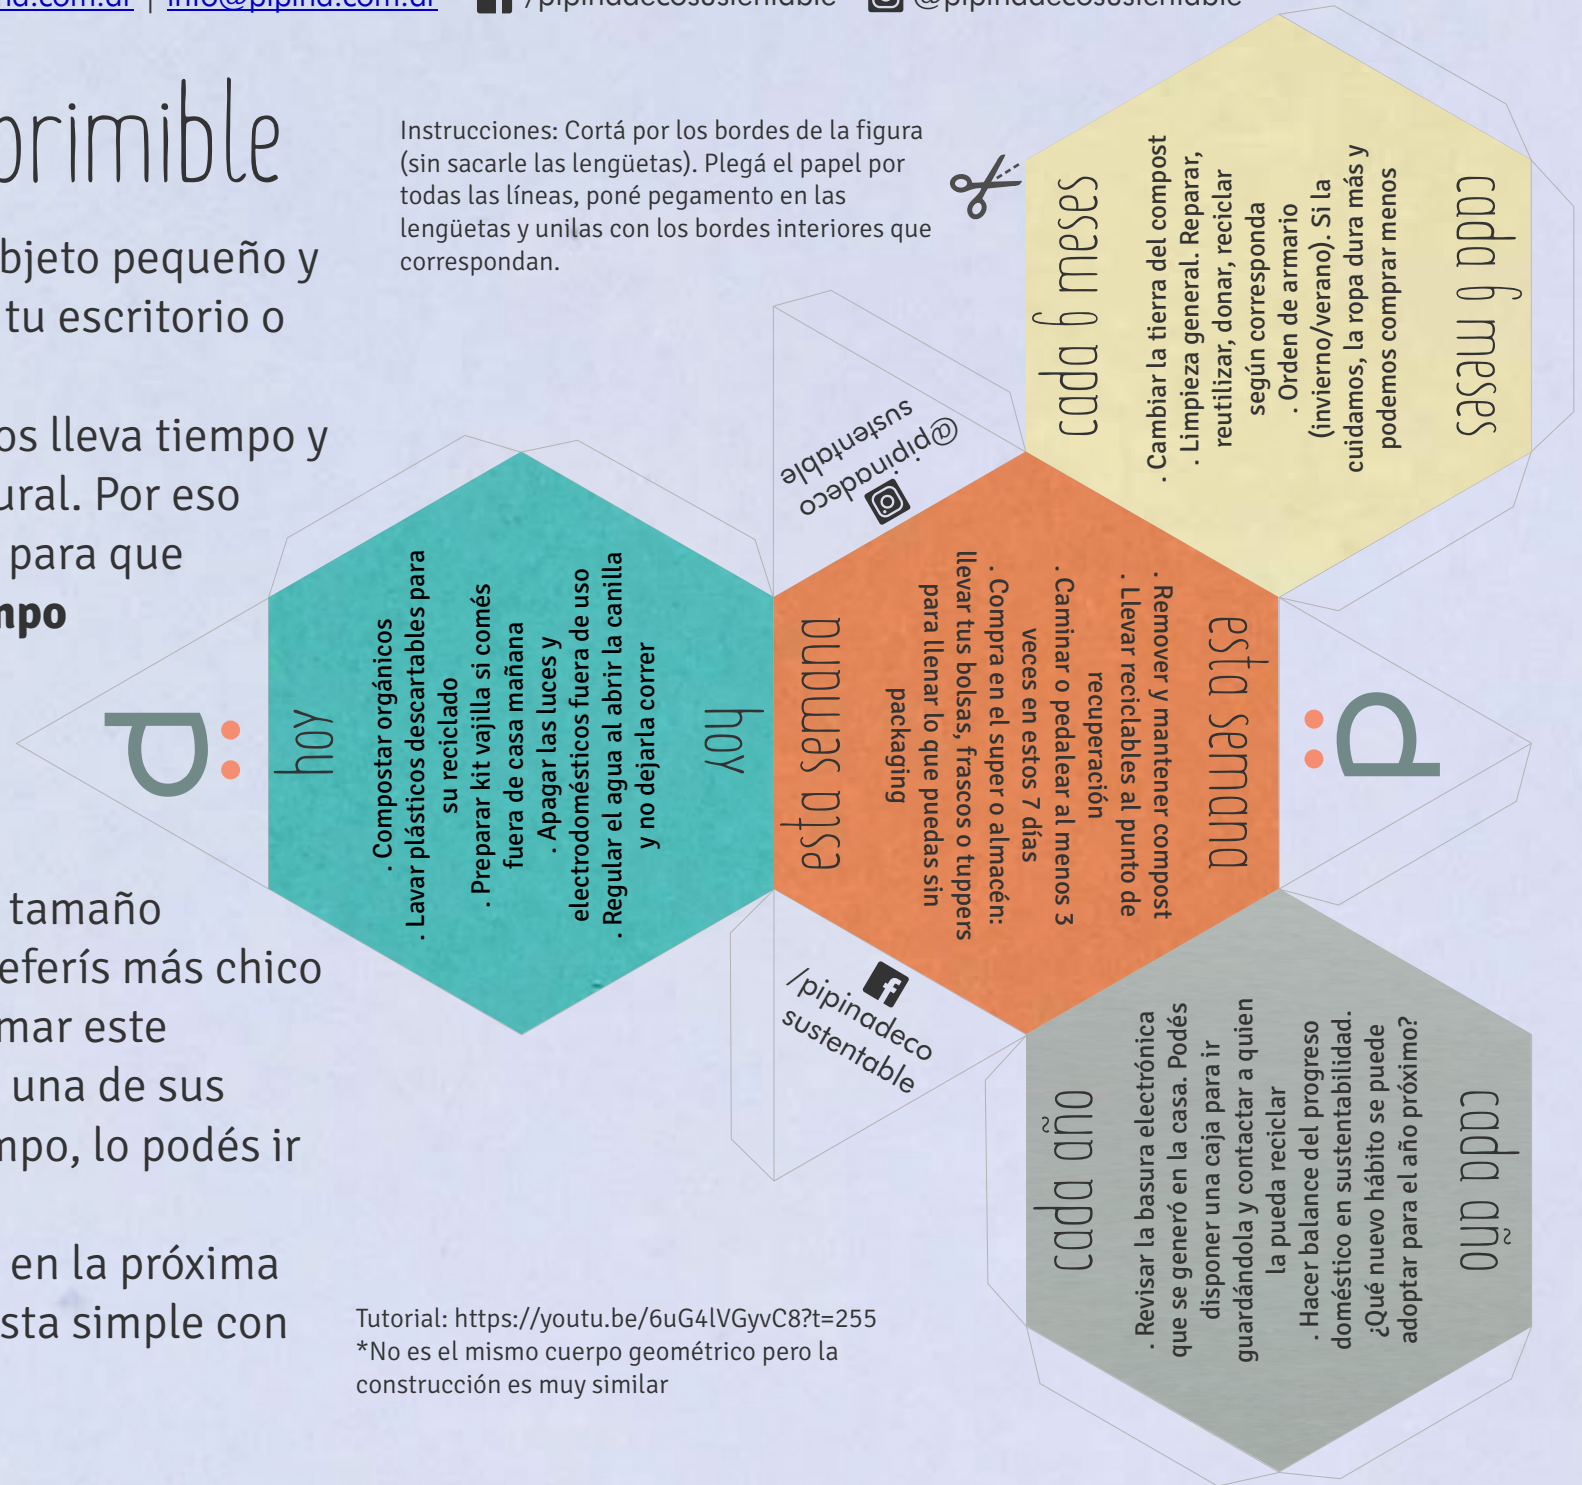 na.com.ar | info@pipina.com.ar /pipinadecosustentable @pipinadecosustentable
primible
bjeto pequeño y
tu escritorio o
os lleva tiempo y
ural. Por eso
para que
mpo
tamaño
eferís más chico
mar este
una de sus
mpo, lo podés ir
en la próxima
sta simple con
Instrucciones: Cortá por los bordes de la figura
(sin sacarle las lengüetas). Plegá el papel por
todas las líneas, poné pegamento en las
lengüetas y unilas con los bordes interiores que
correspondan.
cada 6 meses
. Cambiar la tierra del compost
. Limpieza general. Reparar,
reutilizar, donar, reciclar
según corresponda
. Orden de armario
(invierno/verano). Si la
cuidamos, la ropa dura más y
podemos comprar menos
cada 6 meses
@pipinadeco
sustentable
p
hoy
. Compostar orgánicos
. Lavar plásticos descartables para
su reciclado
. Preparar kit vajilla si comés
fuera de casa mañana
. Apagar las luces y
electrodomésticos fuera de uso
. Regular el agua al abrir la canilla
y no dejarla correr
hoy
esta semana
. Remover y mantener compost
. Llevar reciclables al punto de
recuperación
. Caminar o pedalear al menos 3
veces en estos 7 días
. Compra en el super o almacén:
llevar tus bolsas, frascos o tuppers
para llenar lo que puedas sin
packaging
esta semana
p
/pipinadeco
sustentable
cada año
. Revisar la basura electrónica
que se generó en la casa. Podés
disponer una caja para ir
guardándola y contactar a quien
la pueda reciclar
. Hacer balance del progreso
doméstico en sustentabilidad.
¿Qué nuevo hábito se puede
adoptar para el año próximo?
cada año
Tutorial: https://youtu.be/6uG4lVGyvC8?t=255
*No es el mismo cuerpo geométrico pero la
construcción es muy similar